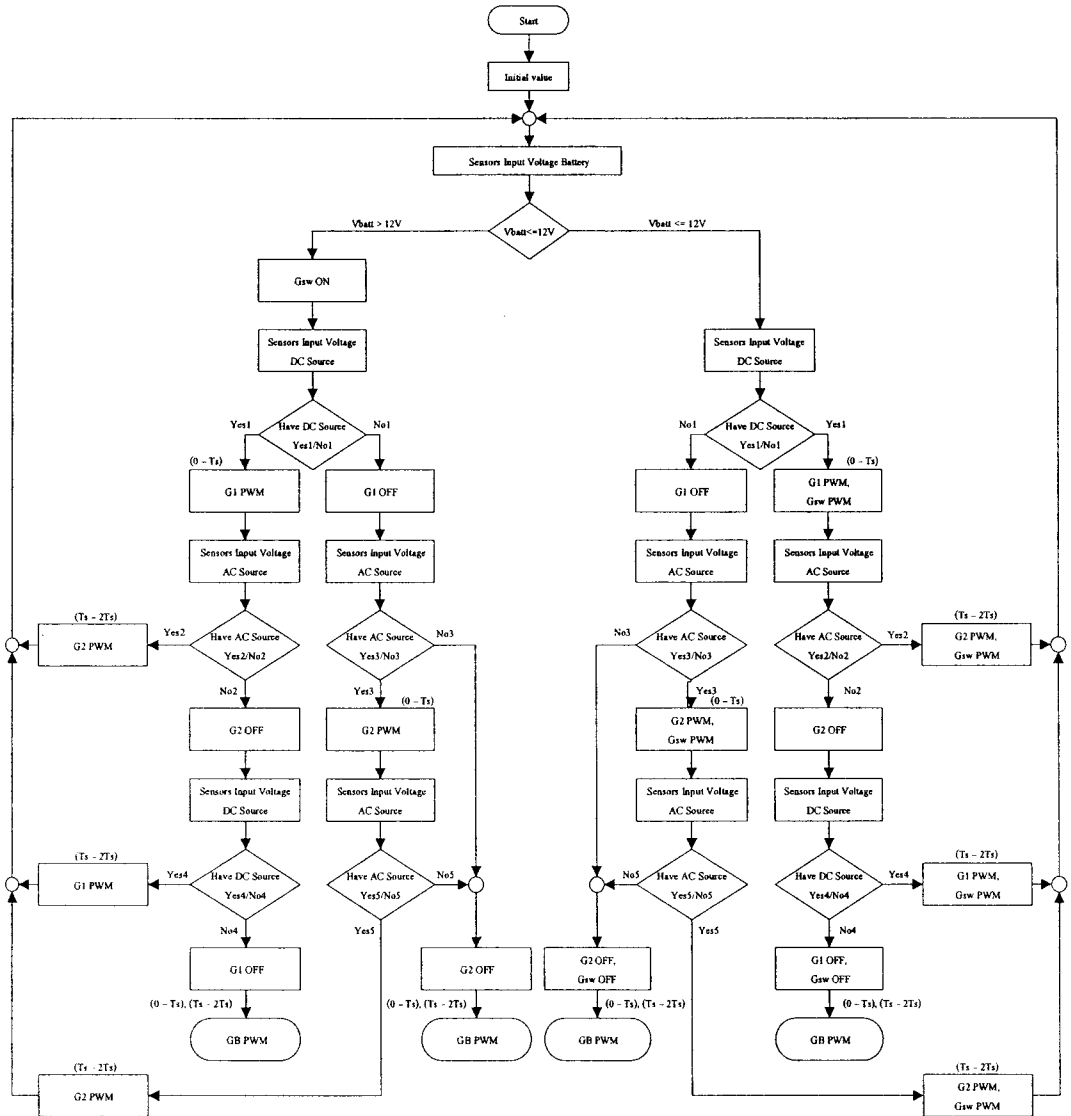 Start
Initial value
Sensors Input Voltage Battery
Vbatt > 12V
Vbatt<=12V
Vbatt <= 12V
Gsw ON
Sensors Input Voltage
DC Source
Sensors Input Voltage
DC Source
Yes1
Have DC Source
Yes1/No1
No1
No1
Have DC Source
Yes1/No1
Yes1
(0 – Ts)
(0 – Ts)
G1 PWM
G1 OFF
G1 OFF
G1 PWM,
Gsw PWM
Sensors Input Voltage
AC Source
Sensors Input Voltage
AC Source
Sensors Input Voltage
AC Source
Sensors Input Voltage
AC Source
(Ts – 2Ts)
G2 PWM
Yes2
Have AC Source
Yes2/No2
Have AC Source
Yes3/No3
No3
No3
Have AC Source
Yes3/No3
Have AC Source
Yes2/No2
Yes2
(Ts – 2Ts)
G2 PWM,
Gsw PWM
No2
Yes3
(0 – Ts)
Yes3
(0 – Ts)
No2
G2 OFF
G2 PWM
G2 PWM,
Gsw PWM
G2 OFF
Sensors Input Voltage
DC Source
Sensors Input Voltage
AC Source
Sensors Input Voltage
AC Source
Sensors Input Voltage
DC Source
(Ts – 2Ts)
G1 PWM
Yes4
Have DC Source
Yes4/No4
Have AC Source
Yes5/No5
No5
No5
Have AC Source
Yes5/No5
Have DC Source
Yes4/No4
Yes4
(Ts – 2Ts)
G1 PWM,
Gsw PWM
No4
Yes5
Yes5
No4
G1 OFF
G2 OFF
G2 OFF,
Gsw OFF
G1 OFF,
Gsw OFF
(0 – Ts), (Ts – 2Ts)
(0 – Ts), (Ts – 2Ts)
(0 – Ts), (Ts – 2Ts)
(0 – Ts), (Ts – 2Ts)
GB PWM
GB PWM
GB PWM
GB PWM
(Ts – 2Ts)
G2 PWM
(Ts – 2Ts)
G2 PWM,
Gsw PWM